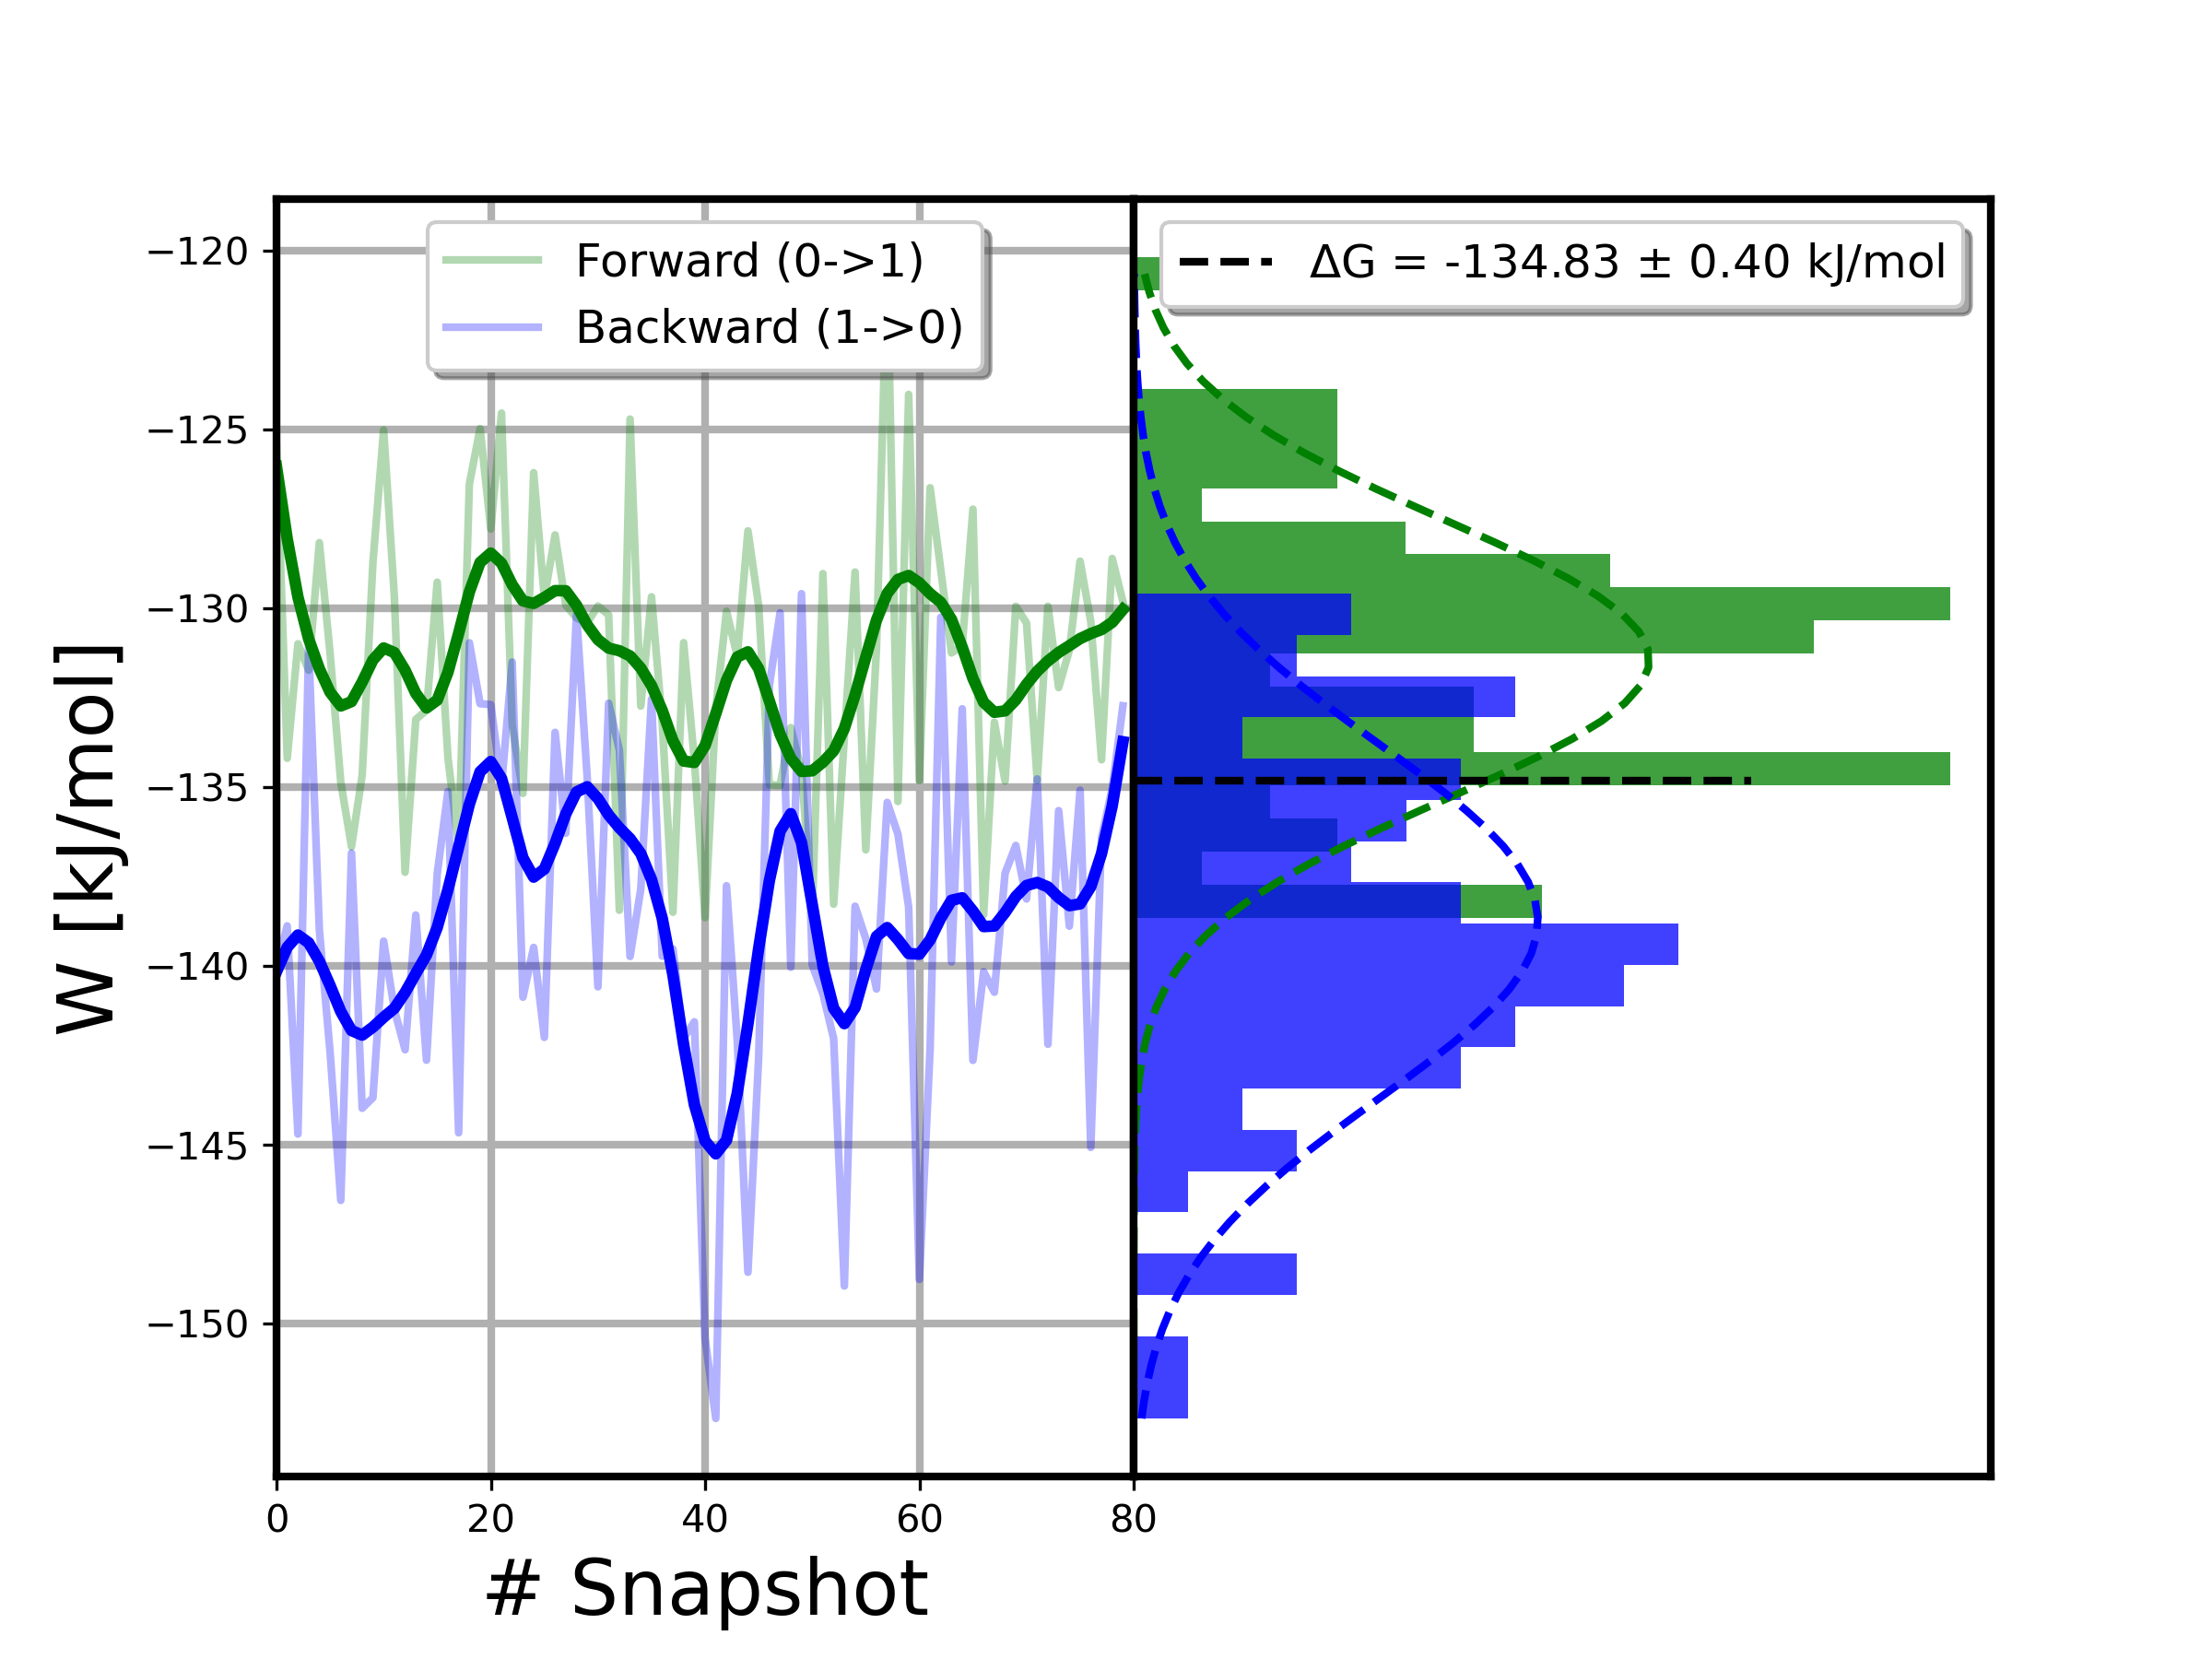 Forward (0->1)
Backward (1->0)
ΔG = -134.83 ± 0.40 kJ/mol
W [kJ/mol]
−120
−125
−130
−135
−140
−145
−150
0 20 40 60 80
# Snapshot